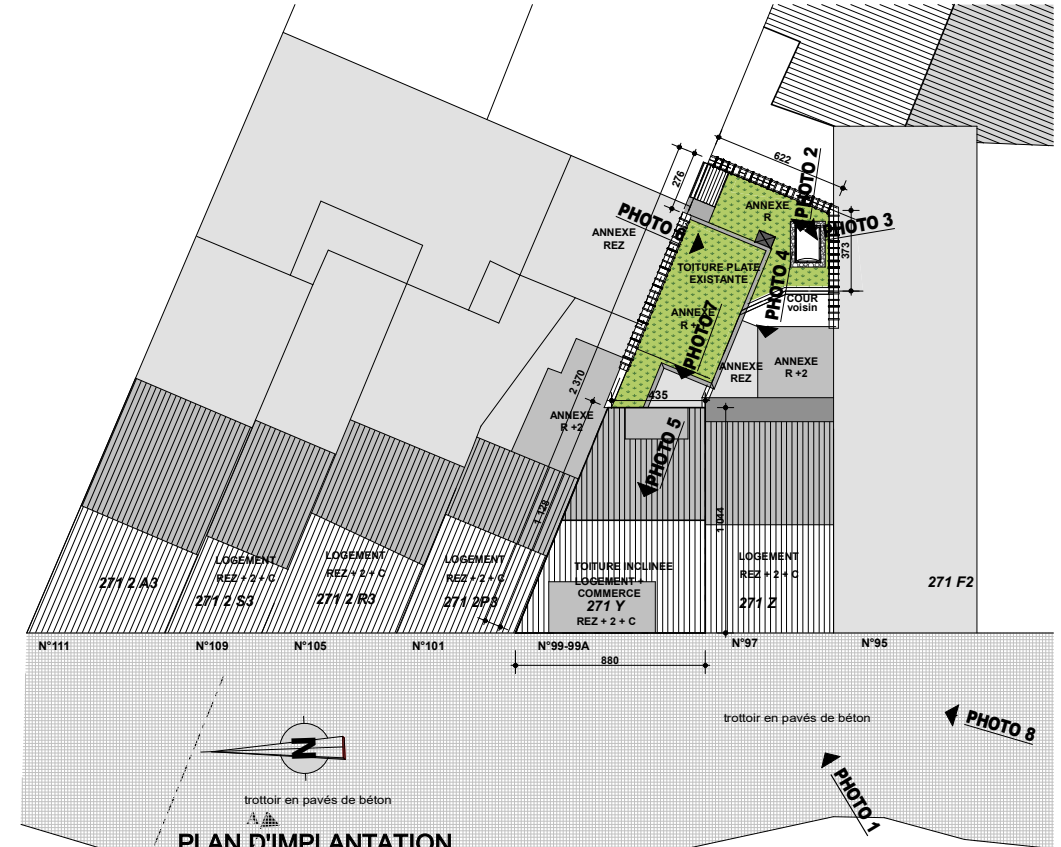 622
276
PHOTO 2
ANNEXE
R
PHOTO
PHOTO 3
ANNEXE
REZ
373
TOITURE PLATE
EXISTANTE
PHOTO 4
COUR
voisin
ANNEXE
R
PHOTO 7
ANNEXE
REZ
ANNEXE
R +2
2 370
435
ANNEXE
R +2
PHOTO 5
1 128
1 044
LOGEMENT
REZ + 2 + C
LOGEMENT
REZ + 2 + C
LOGEMENT
REZ + 2 + C
TOITURE INCLINEE
LOGEMENT +
COMMERCE
271 Y
REZ + 2 + C
LOGEMENT
REZ + 2 + C
271 2 A3
271 2 S3
271 2 R3
271 2P3
271 Z
271 F2
N°111
N°109
N°105
N°101
N°99-99A
N°97
N°95
880
trottoir en pavés de béton
PHOTO 8
N
PHOTO 1
trottoir en pavés de béton
PLAN D'IMPLANTATION